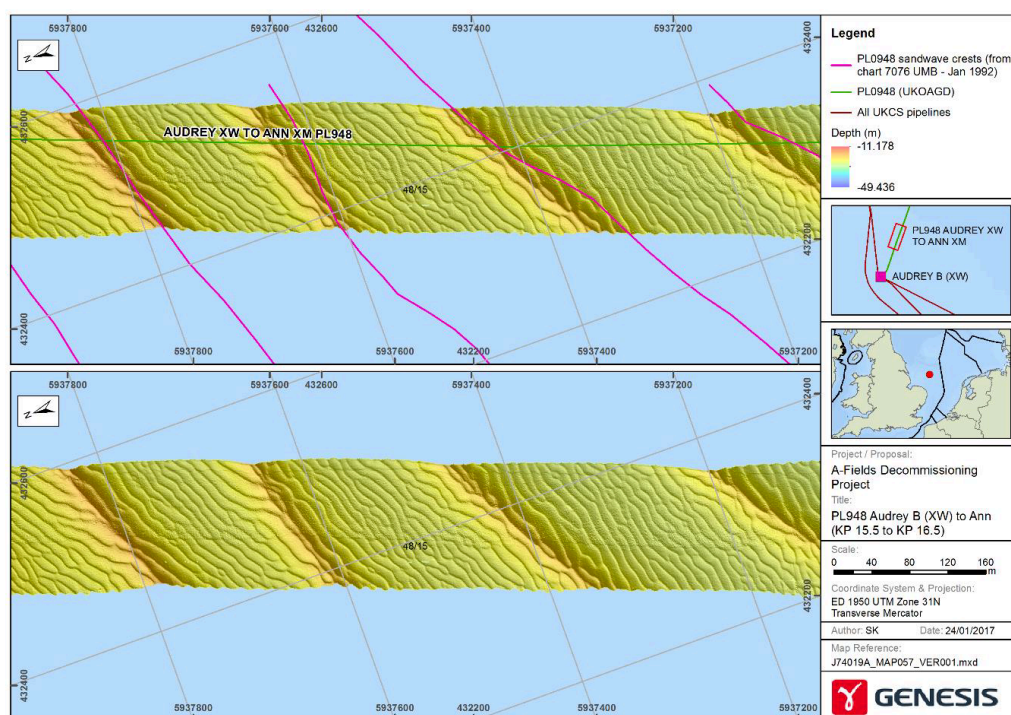 5937800
5937600
432600
5937400
5937200
432400
N
432600
AUDREY XW TO ANN XM PL948
48/15
432200
432400
5937800
5937600
432200
5937400
5937200
5937800
5937600
432600
5937400
5937200
432400
N
432600
48/15
432200
432400
5937800
5937600
432200
5937400
5937200
Legend
PL0948 sandwave crests (from
chart 7076 UMB - Jan 1992)
PL0948 (UKOAGD)
All UKCS pipelines
Depth (m)
-11.178
-49.436
PL948 AUDREY XW
TO ANN XM
AUDREY B (XW)
Project / Proposal:
A-Fields Decommissioning
Project
Title:
PL948 Audrey B (XW) to Ann
(KP 15.5 to KP 16.5)
Scale:
0 40 80 120 160
m
Coordinate System & Projection:
ED 1950 UTM Zone 31N
Transverse Mercator
Author: SK Date: 24/01/2017
Map Reference:
J74019A_MAP057_VER001.mxd
GENESIS